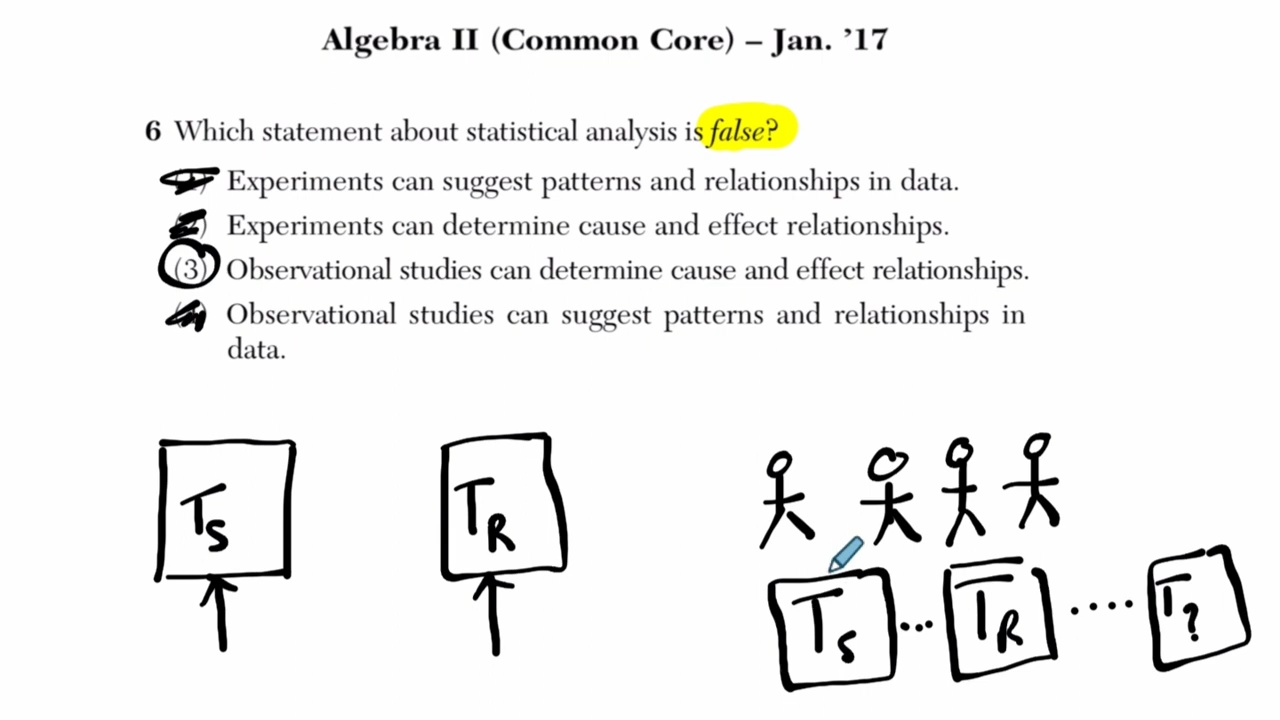 Algebra II (Common Core) – Jan. ’17
6 Which statement about statistical analysis is false?
Experiments can suggest patterns and relationships in data.
Experiments can determine cause and effect relationships.
(3) Observational studies can determine cause and effect relationships.
Observational studies can suggest patterns and relationships in
data.
TS TR
TS ... TR .... T?